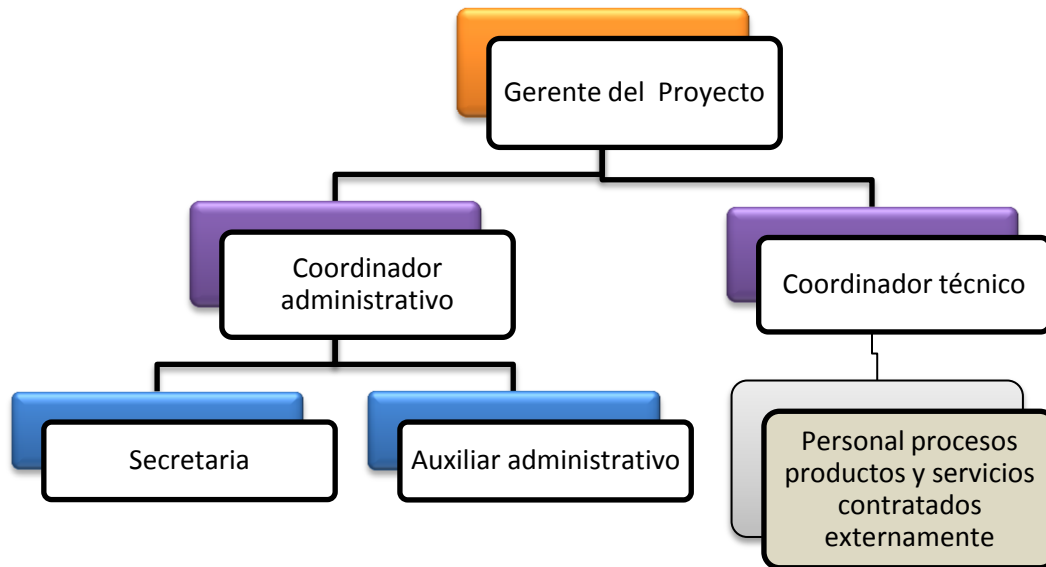 Gerente del Proyecto
Coordinador
administrativo
Coordinador técnico
Secretaria
Auxiliar administrativo
Personal procesos
productos y servicios
contratados
externamente